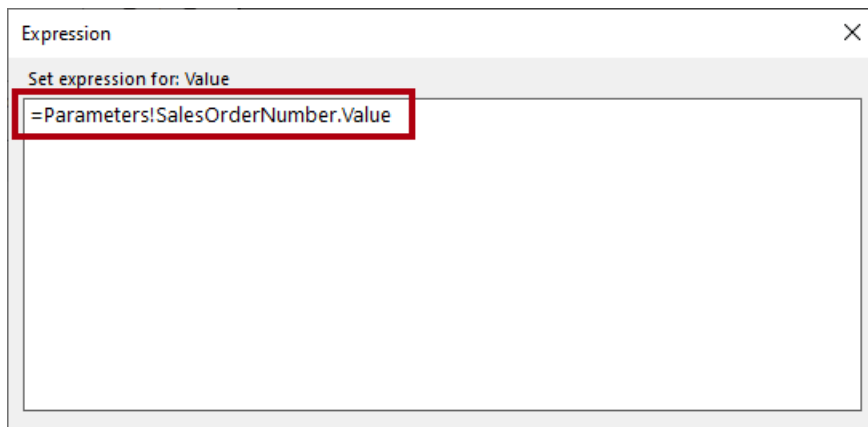 Expression
Set expression for: Value
=Parameters!SalesOrderNumber.Value